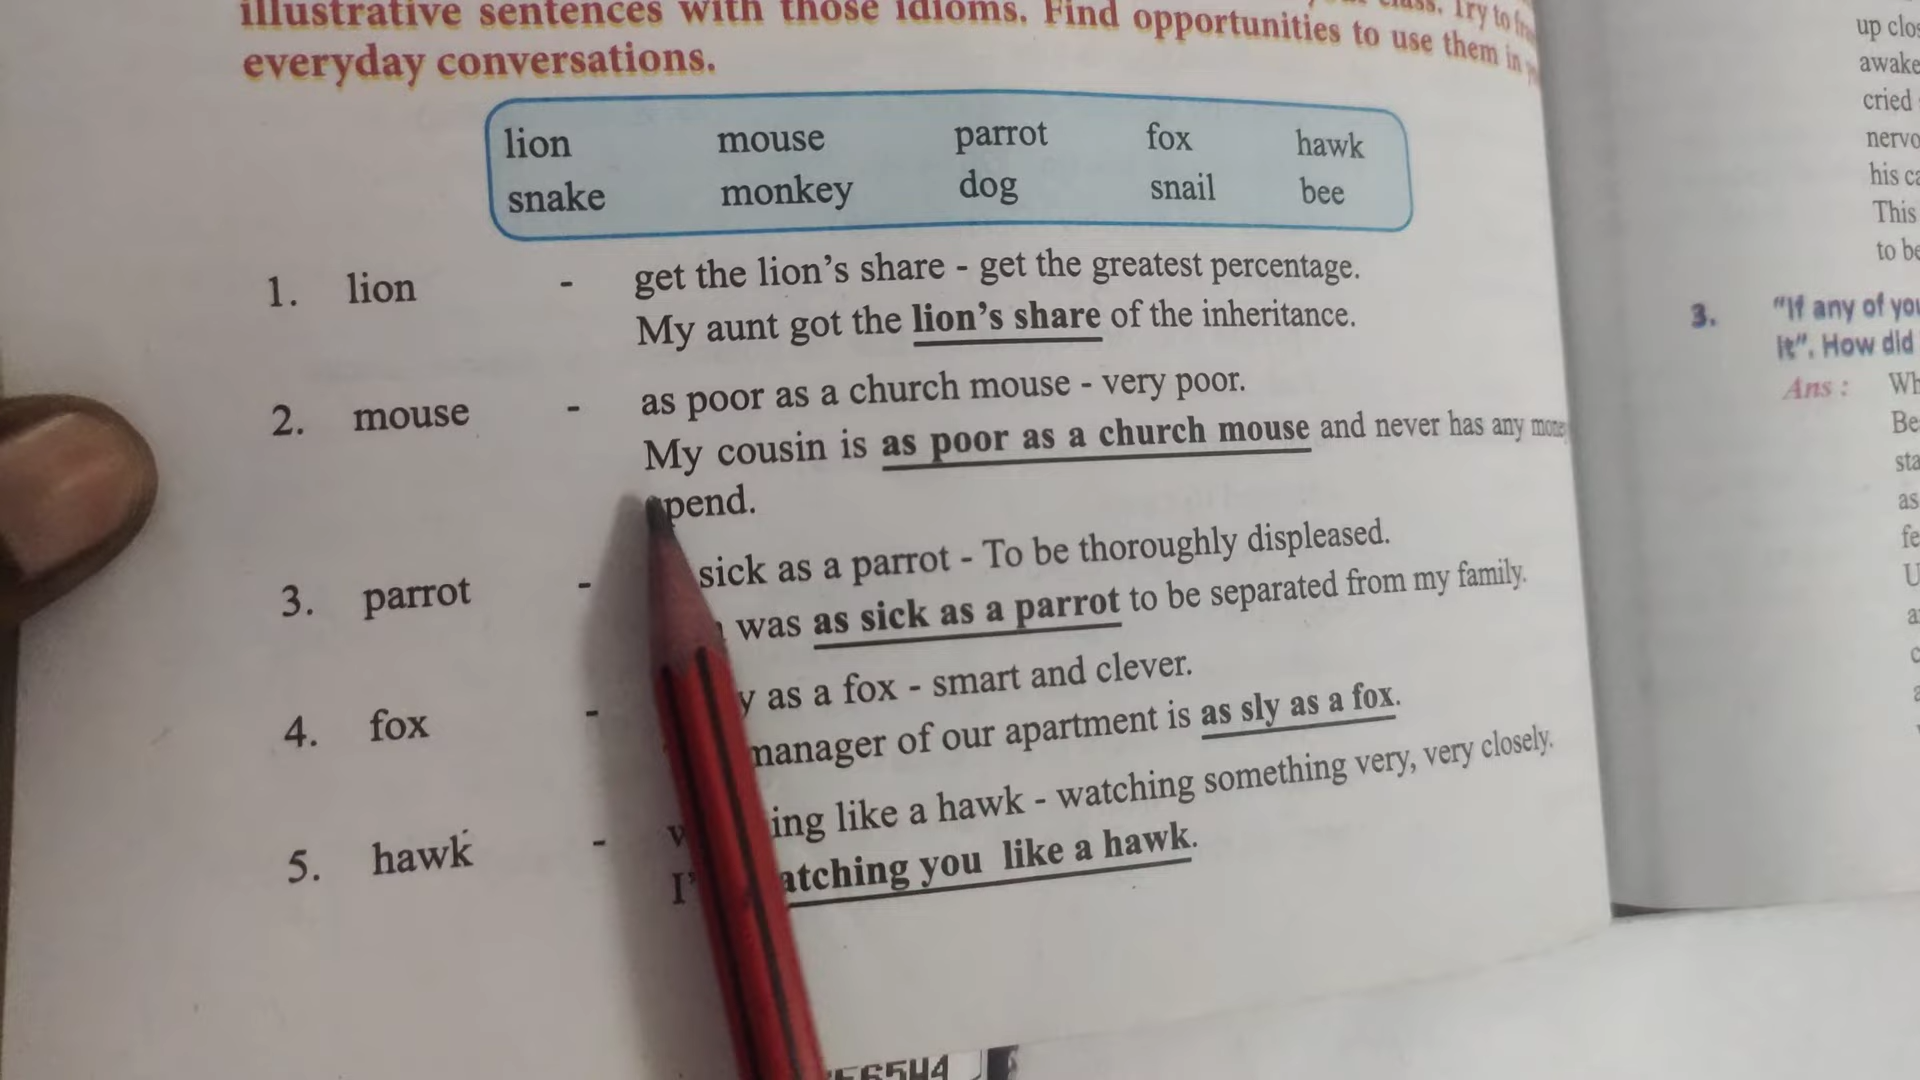 illustrative sentences with those idioms. Find opportunities to use them in
class. Try to
everyday conversations.
lion mouse parrot fox hawk
snake monkey dog snail bee
1. lion - get the lion's share - get the greatest percentage.
My aunt got the lion's share of the inheritance.
2. mouse - as poor as a church mouse - very poor.
My cousin is as poor as a church mouse and never has any money
spend.
3. parrot - sick as a parrot - To be thoroughly displeased.
was as sick as a parrot to be separated from my family.
4. fox - as a fox - smart and clever.
manager of our apartment is as sly as a fox.
5. hawk - like a hawk - watching something very, very closely.
watching you like a hawk.
up
awake
cried
his
This
to be
3. "If any of you
it". How did
Ans :